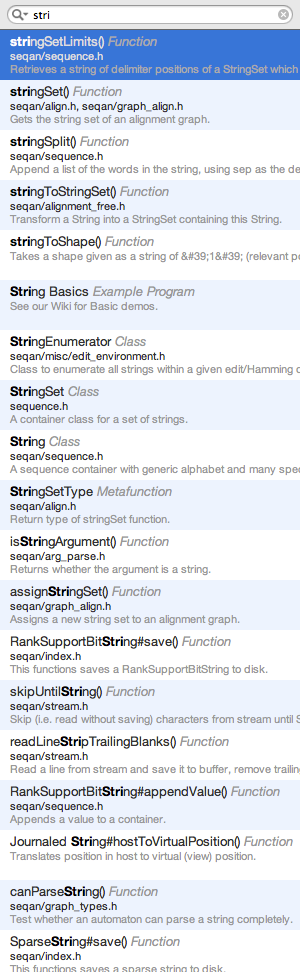 stri
stringSetLimits() Function
seqan/sequence.h
Retrieves a string of delimiter positions of a StringSet which
stringSet() Function
seqan/align.h, seqan/graph_align.h
Gets the string set of an alignment graph.
stringSplit() Function
seqan/sequence.h
Append a list of the words in the string, using sep as the de
stringToStringSet() Function
seqan/alignment_free.h
Transform a String into a StringSet containing this String.
stringToShape() Function
Takes a shape given as a string of &#39;1&#39; (relevant po
String Basics Example Program
See our Wiki for Basic demos.
StringEnumerator Class
seqan/misc/edit_environment.h
Class to enumerate all strings within a given edit/Hamming d
StringSet Class
sequence.h
A container class for a set of strings.
String Class
seqan/sequence.h
A sequence container with generic alphabet and many spec
StringSetType Metafunction
seqan/align.h
Return type of stringSet function.
isStringArgument() Function
seqan/arg_parse.h
Returns whether the argument is a string.
assignStringSet() Function
seqan/graph_align.h
Assigns a new string set to an alignment graph.
RankSupportBitString#save() Function
seqan/index.h
This functions saves a RankSupportBitString to disk.
skipUntilString() Function
seqan/stream.h
Skip (i.e. read without saving) characters from stream until S
readLineStripTrailingBlanks() Function
seqan/stream.h
Read a line from stream and save it to buffer, remove trailin
RankSupportBitString#appendValue() Function
seqan/sequence.h
Appends a value to a container.
Journaled String#hostToVirtualPosition() Function
Translates position in host to virtual (view) position.
canParseString() Function
seqan/graph_types.h
Test whether an automaton can parse a string completely.
SparseString#save() Function
seqan/index.h
This functions saves a sparse string to disk.